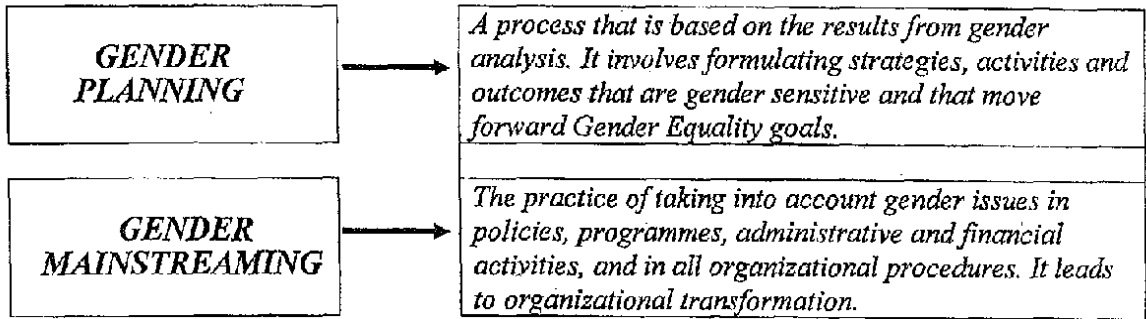 GENDER
PLANNING
A process that is based on the results from gender
analysis. It involves formulating strategies, activities and
outcomes that are gender sensitive and that move
forward Gender Equality goals.
GENDER
MAINSTREAMING
The practice of taking into account gender issues in
policies, programmes, administrative and financial
activities, and in all organizational procedures. It leads
to organizational transformation.